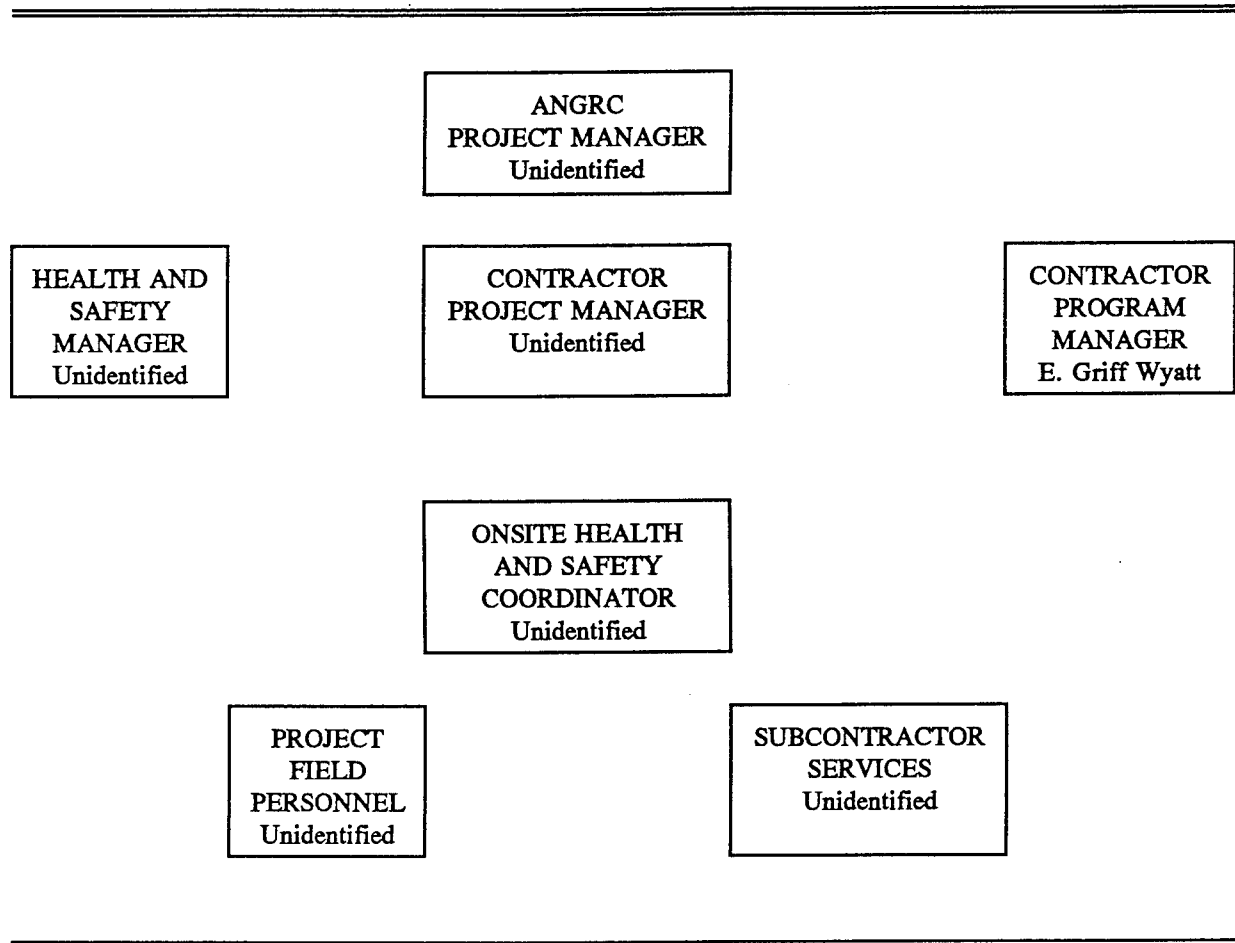 ANGRC
PROJECT MANAGER
Unidentified
HEALTH AND
SAFETY
MANAGER
Unidentified
CONTRACTOR
PROJECT MANAGER
Unidentified
CONTRACTOR
PROGRAM
MANAGER
E. Griff Wyatt
ONSITE HEALTH
AND SAFETY
COORDINATOR
Unidentified
PROJECT
FIELD
PERSONNEL
Unidentified
SUBCONTRACTOR
SERVICES
Unidentified